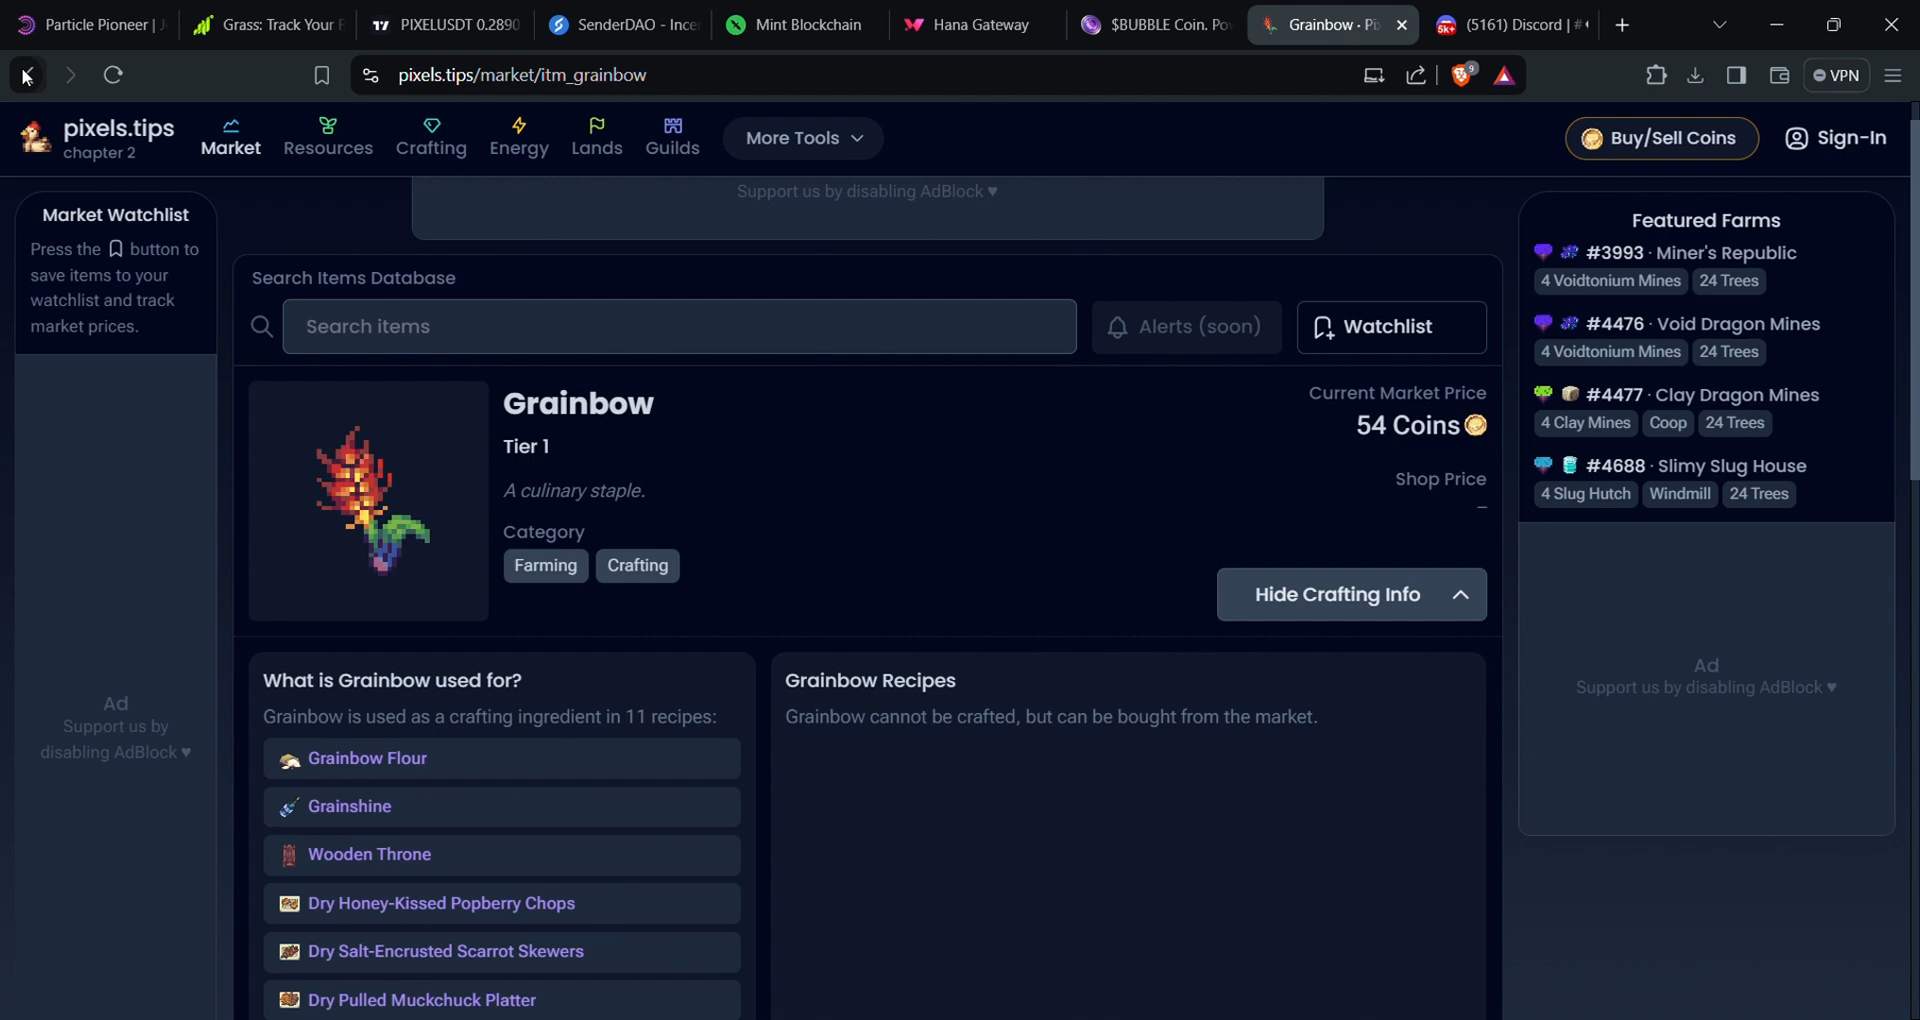 Particle Pioneer |
Grass: Track Your
PIXELUSDT 0.2890
SenderDAO - Ince
Mint Blockchain
Hana Gateway
$BUBBLE Coin. Po
Grainbow · Pi
(5161) Discord | #
pixels.tips/market/itm_grainbow
9
VPN
pixels.tips
chapter 2
Market
Resources
Crafting
Energy
Lands
Guilds
More Tools
Buy/Sell Coins
Sign-In
Support us by disabling AdBlock ♥
Market Watchlist
Press the button to
save items to your
watchlist and track
market prices.
Ad
Support us by
disabling AdBlock ♥
Search Items Database
Search items
Alerts (soon)
Watchlist
Grainbow
Tier 1
A culinary staple.
Category
Farming
Crafting
Current Market Price
54 Coins
Shop Price
–
Hide Crafting Info
What is Grainbow used for?
Grainbow is used as a crafting ingredient in 11 recipes:
Grainbow Flour
Grainshine
Wooden Throne
Dry Honey-Kissed Popberry Chops
Dry Salt-Encrusted Scarrot Skewers
Dry Pulled Muckchuck Platter
Grainbow Recipes
Grainbow cannot be crafted, but can be bought from the market.
Featured Farms
#3993 · Miner's Republic
4 Voidtonium Mines
24 Trees
#4476 · Void Dragon Mines
4 Voidtonium Mines
24 Trees
#4477 · Clay Dragon Mines
4 Clay Mines
Coop
24 Trees
#4688 · Slimy Slug House
4 Slug Hutch
Windmill
24 Trees
Ad
Support us by disabling AdBlock ♥